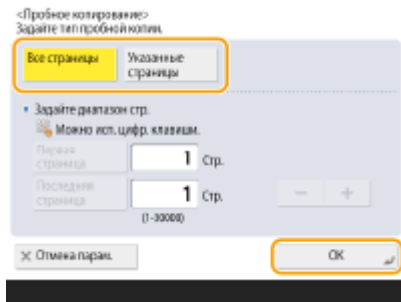 <Пробное копирование>
Задайте тип пробной копии.
Все страницы Указанные
страницы
Задайте диапазон стр.
Можно исп. цифр. клавиши.
Первая
страница 1 Стр.
Последняя
страница 1 Стр. − +
(1-30000)
× Отмена парам. OK